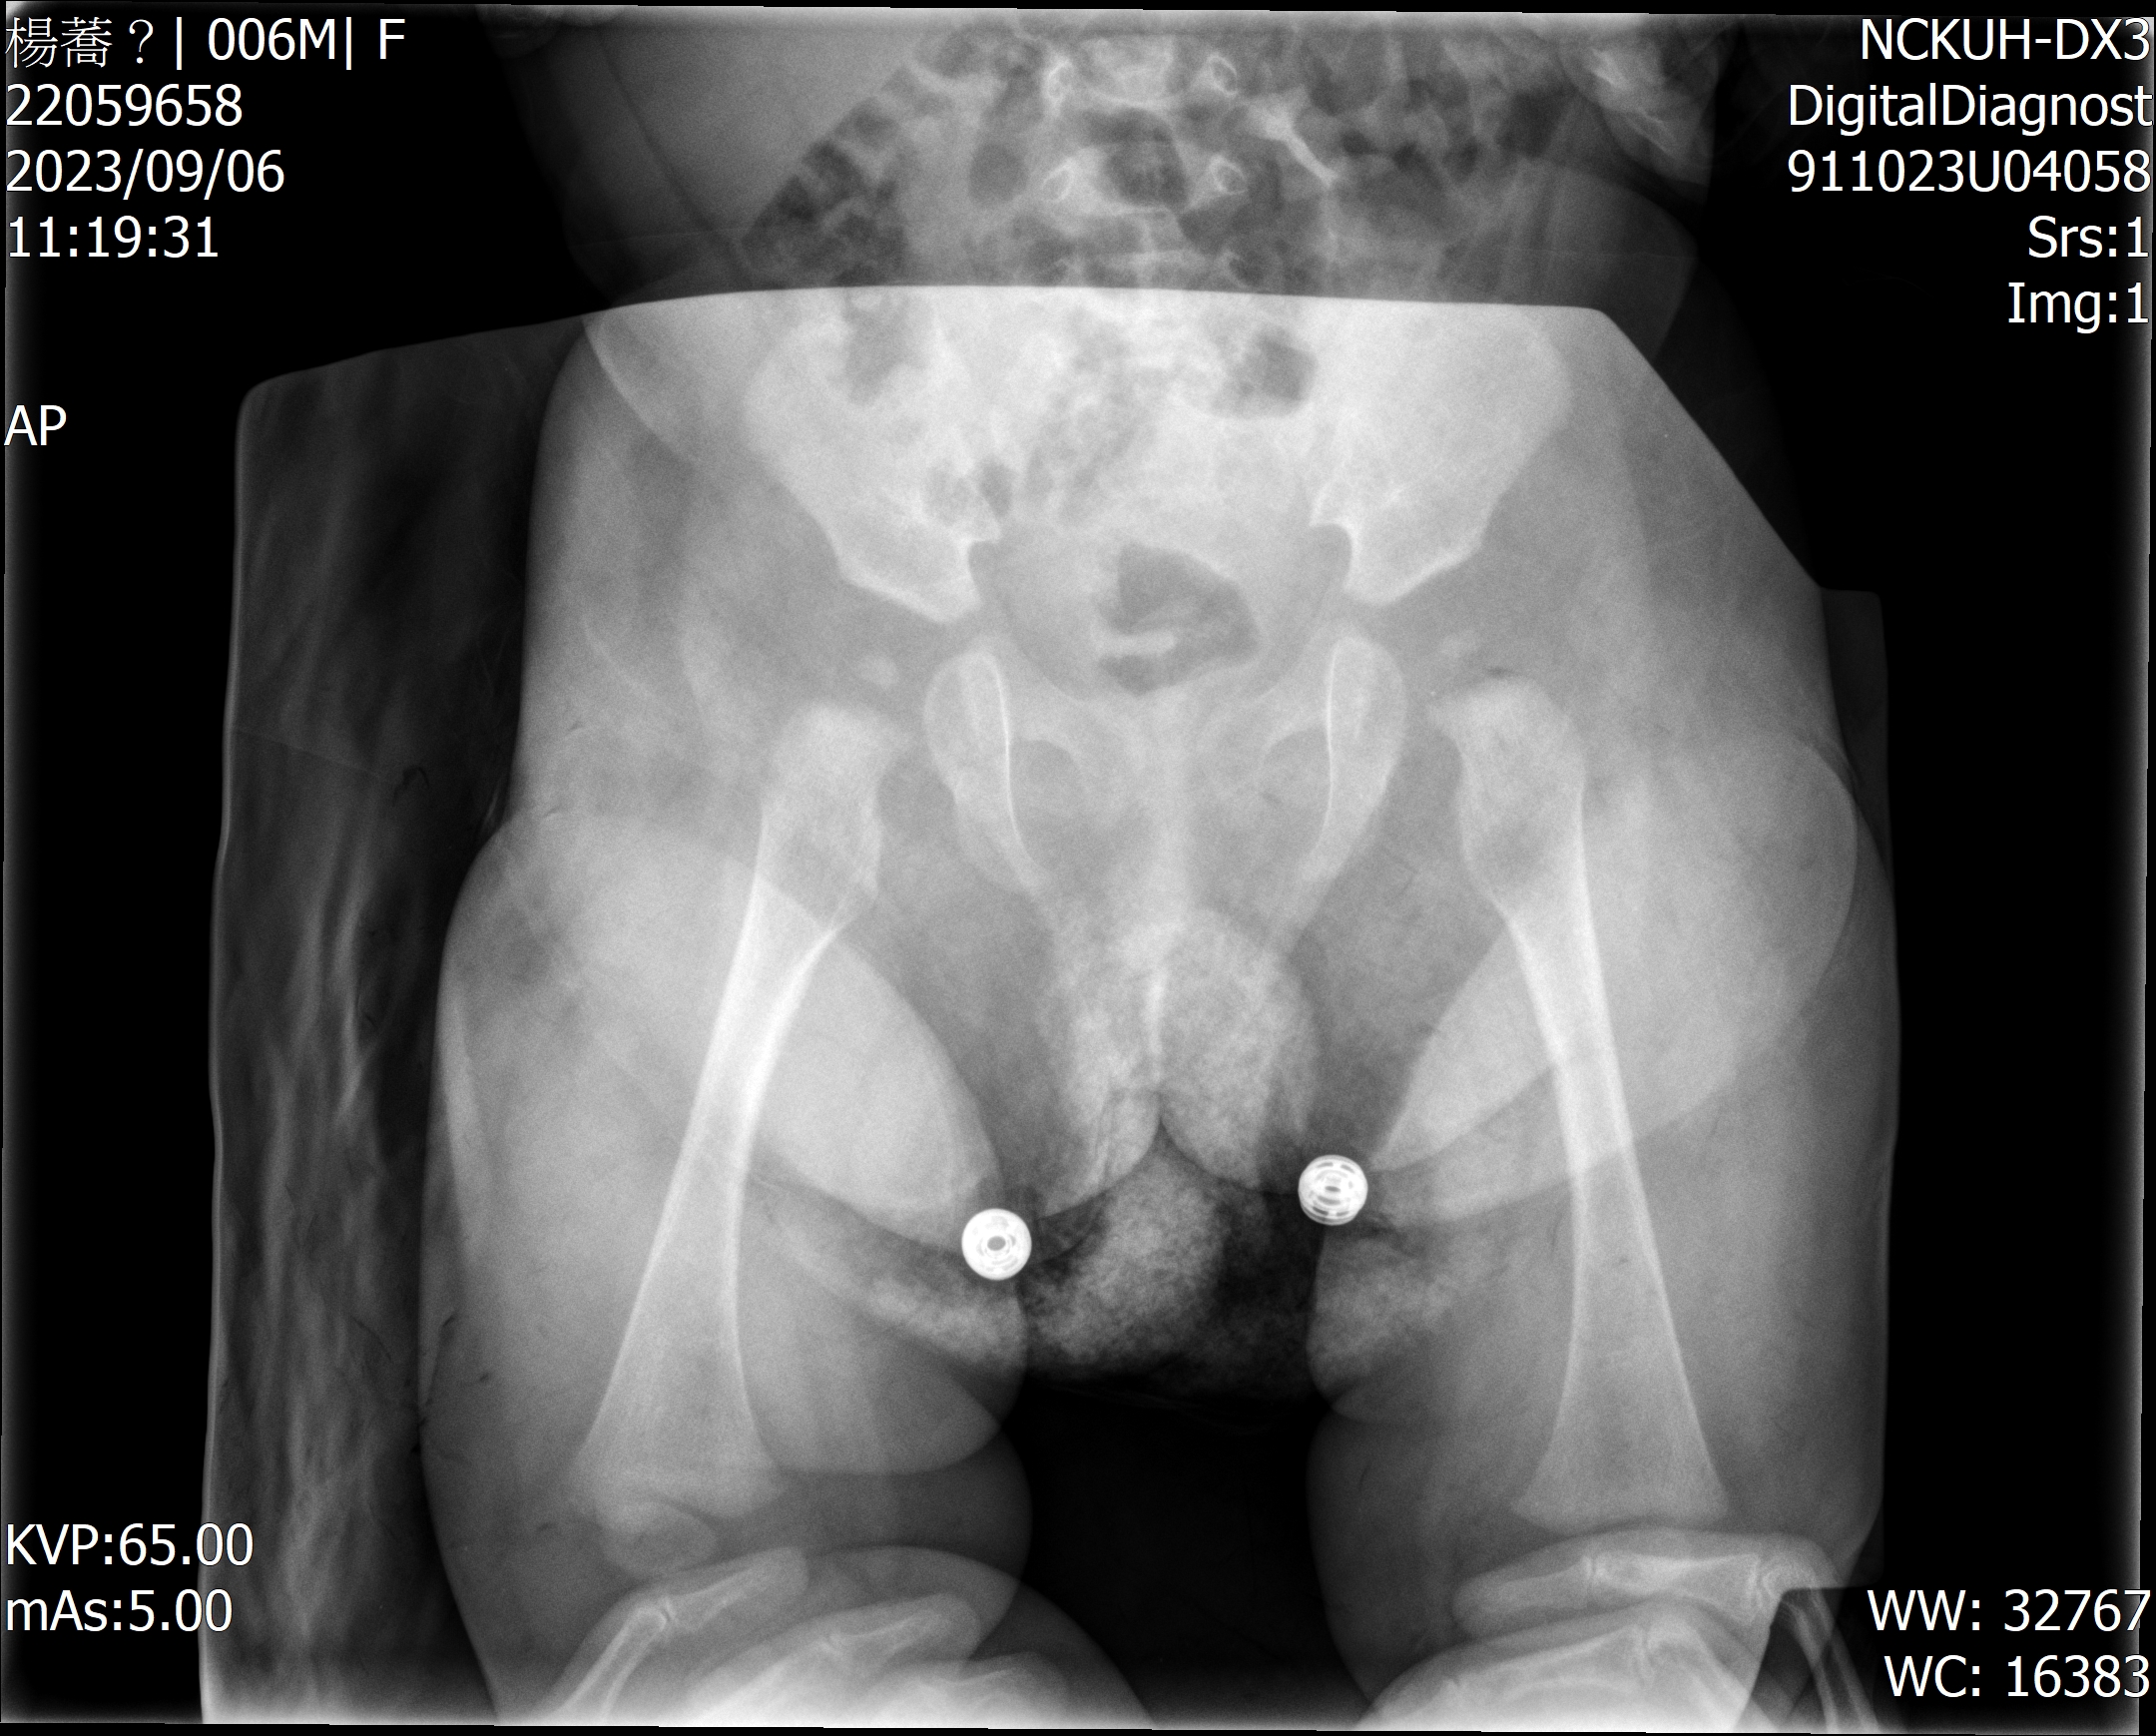 楊蕎？| 006M| F
22059658
2023/09/06
11:19:31
AP
NCKUH-DX3
DigitalDiagnost
911023U04058
Srs:1
Img:1
KVP:65.00
mAs:5.00
WW: 32767
WC: 16383